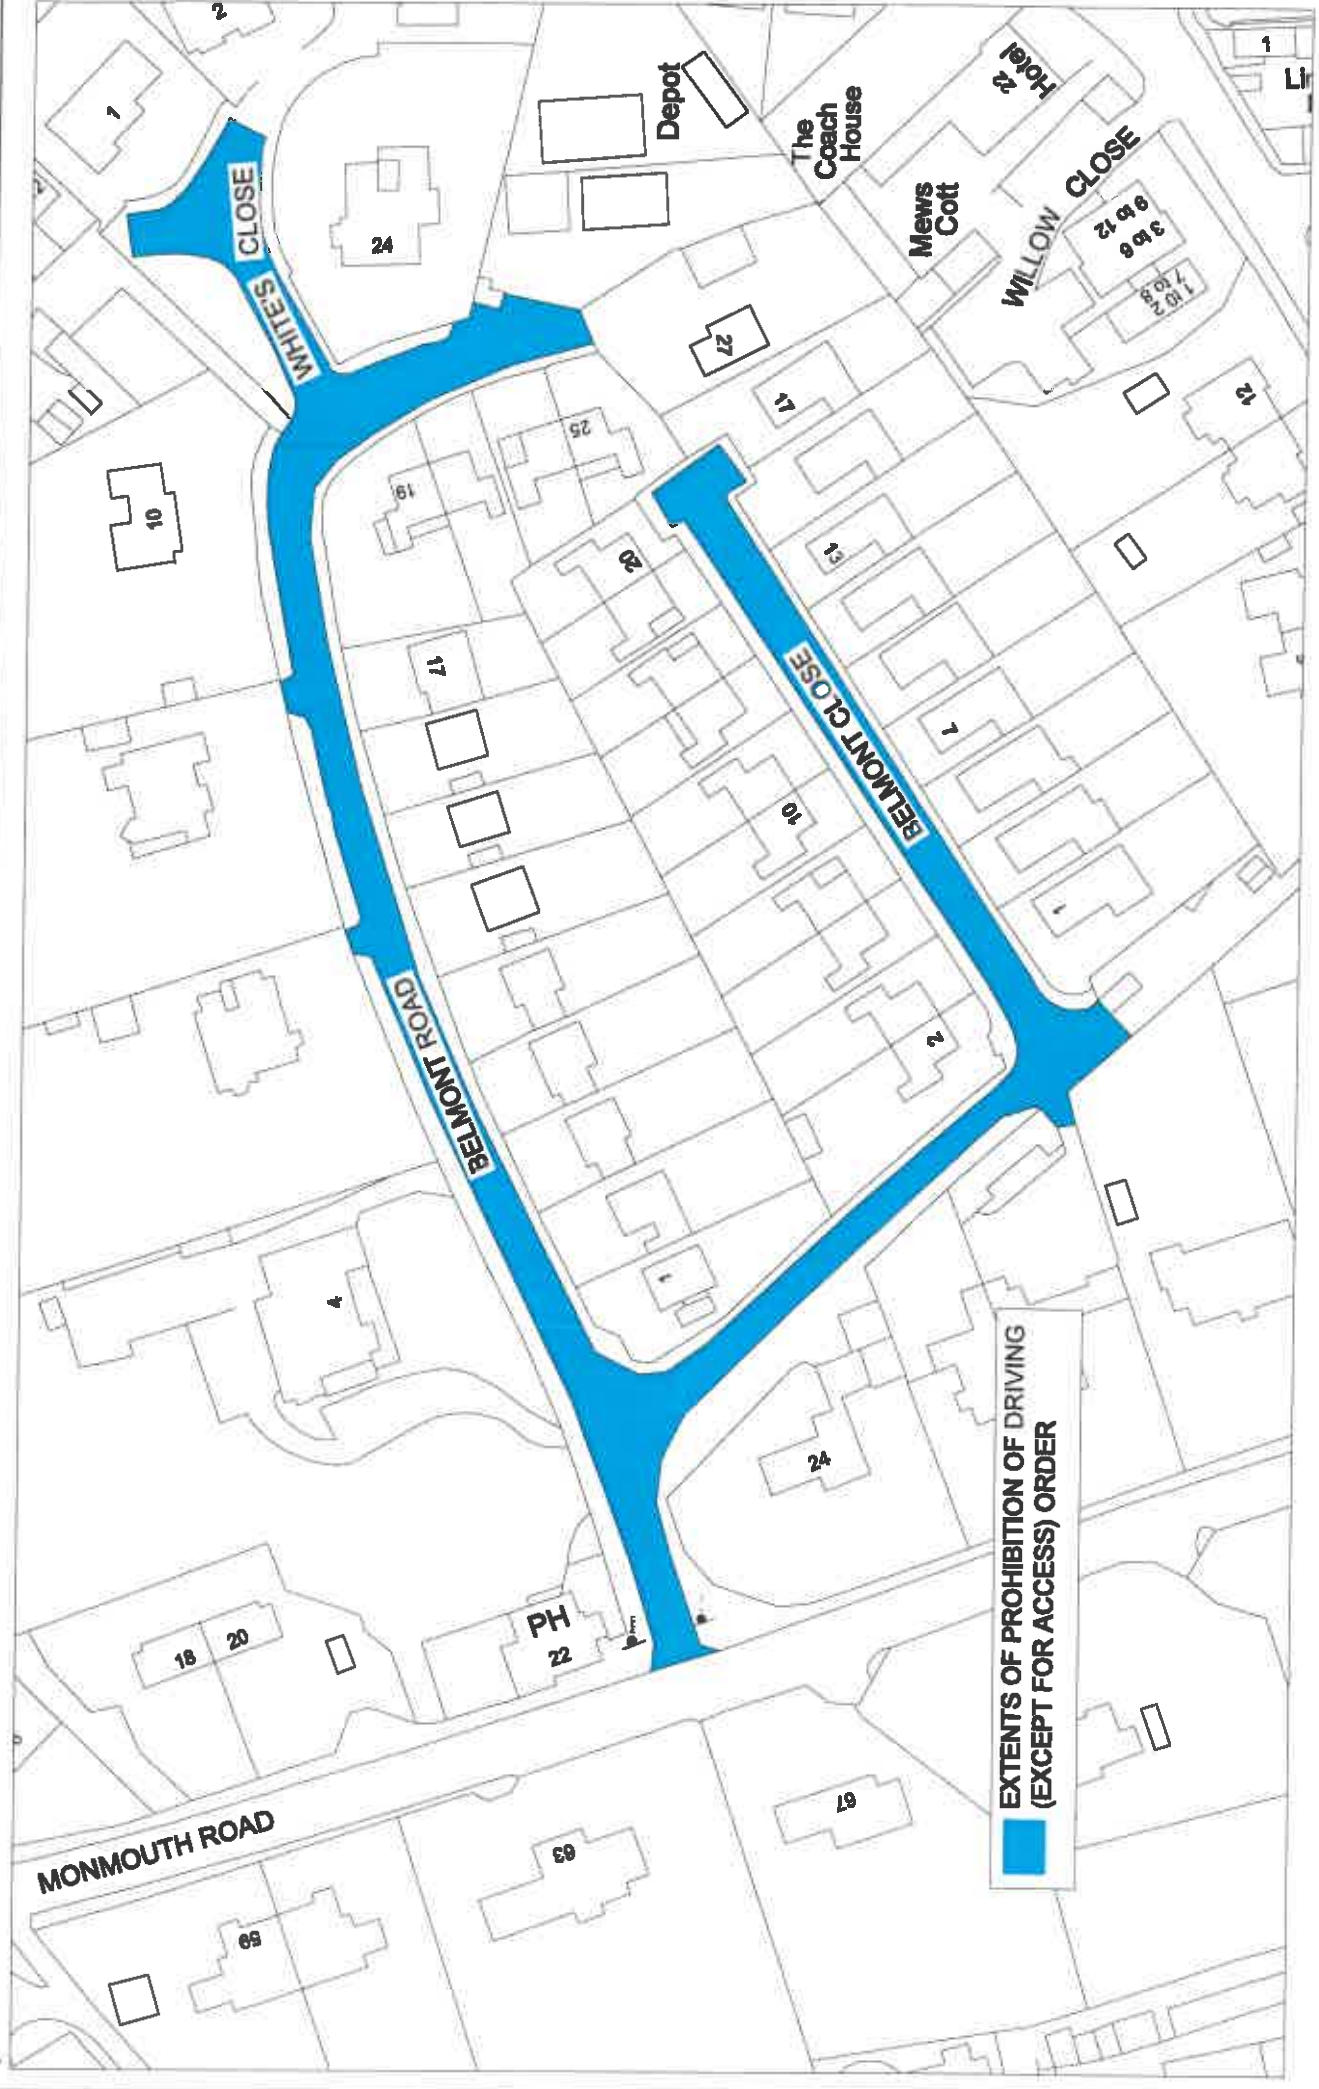 MONMOUTH ROAD
BELMONT ROAD
WHITE'S CLOSE
BELMONT CLOSE
WILLOW CLOSE
EXTENTS OF PROHIBITION OF DRIVING
(EXCEPT FOR ACCESS) ORDER
59
63
67
18
20
PH
22
4
24
1
2
10
20
17
19
25
10
1
7
13
17
27
24
1
2
Depot
The
Coach
House
Mews
Cott
Hotel
22
9 to 12
3 to 6
7 to 8
1 to 2
12
1
Li